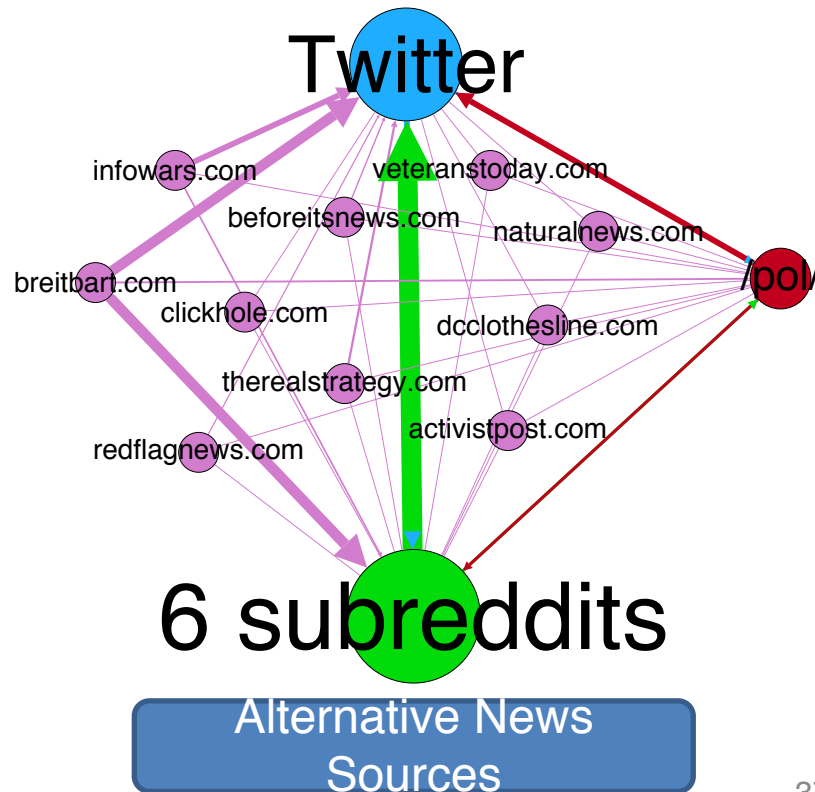 Twitter
infowars.com
veteranstoday.com
beforeitsnews.com
naturalnews.com
breitbart.com
/pol/
clickhole.com
dcclothesline.com
therealstrategy.com
activistpost.com
redflagnews.com
6 subreddits
Alternative News
Sources